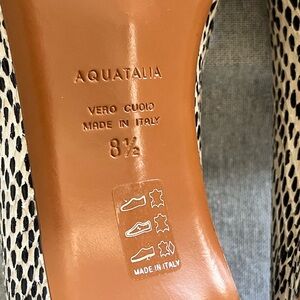 AQUATALIA
VERO CUOIO
MADE IN ITALY
8½
MADE IN ITALY